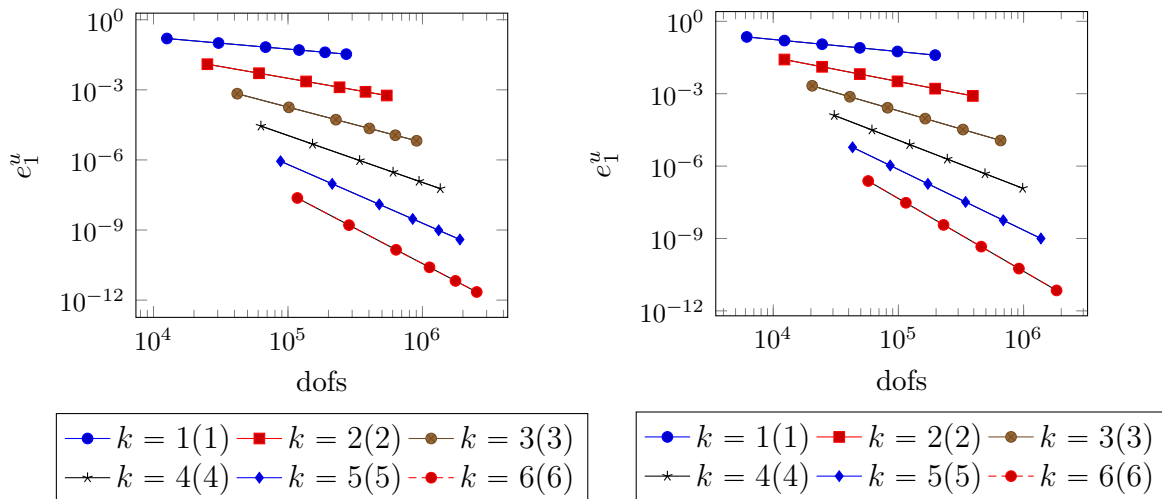 10^0
10^{-3}
10^{-6}
10^{-9}
10^{-12}
e_1^u
10^4 10^5 10^6
dofs
k = 1(1) k = 2(2) k = 3(3)
k = 4(4) k = 5(5) k = 6(6)
10^0
10^{-3}
10^{-6}
10^{-9}
10^{-12}
e_1^u
10^4 10^5 10^6
dofs
k = 1(1) k = 2(2) k = 3(3)
k = 4(4) k = 5(5) k = 6(6)